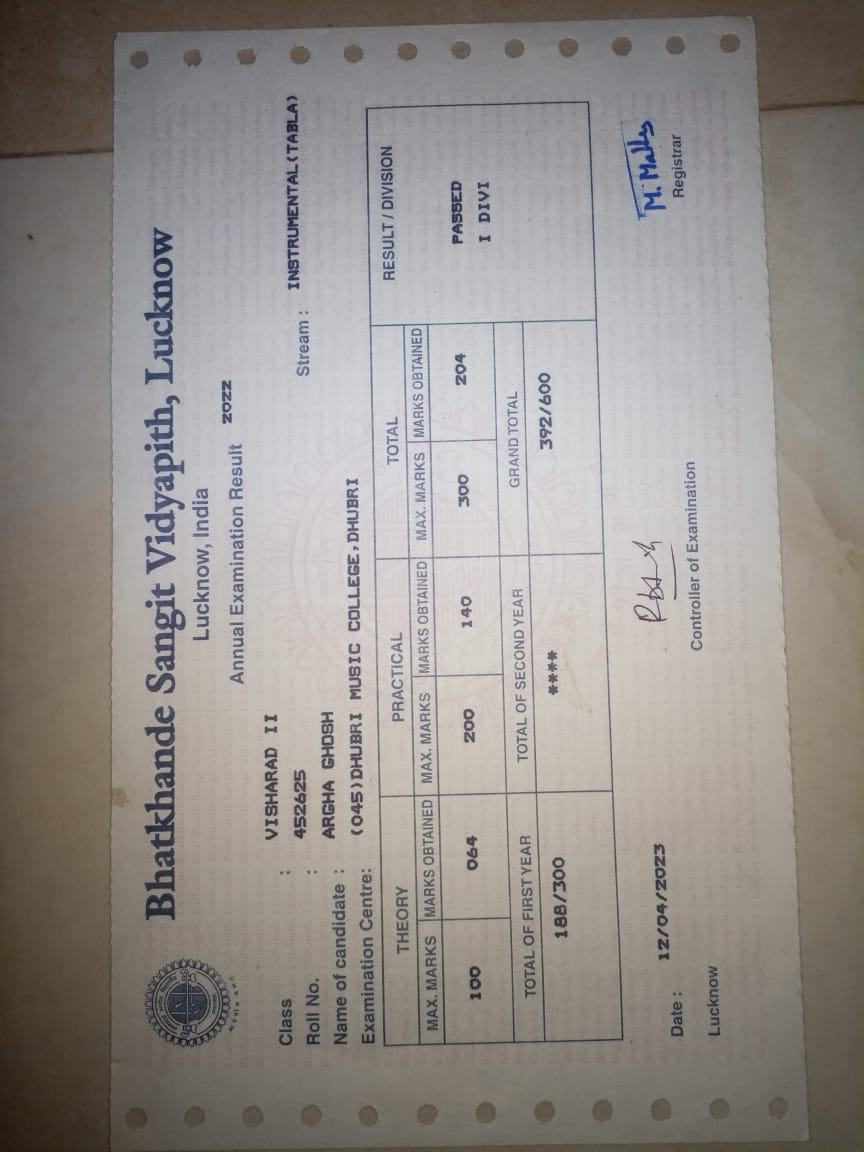 Bhatkhande Sangit Vidyapith, Lucknow
Lucknow, India
Annual Examination Result 2022
Class : VISHARAD II
Stream : INSTRUMENTAL(TABLA)
Roll No. : 452625
Name of candidate : ARGHA GHOSH
Examination Centre: (045)DHUBRI MUSIC COLLEGE,DHUBRI
THEORY PRACTICAL TOTAL RESULT / DIVISION
MAX. MARKS MARKS OBTAINED MAX. MARKS MARKS OBTAINED MAX. MARKS MARKS OBTAINED
100 064 200 140 300 204 PASSED
I DIVI
TOTAL OF FIRST YEAR TOTAL OF SECOND YEAR GRAND TOTAL
188/300 **** 392/600
Date : 12/04/2023
Lucknow
Controller of Examination
Registrar